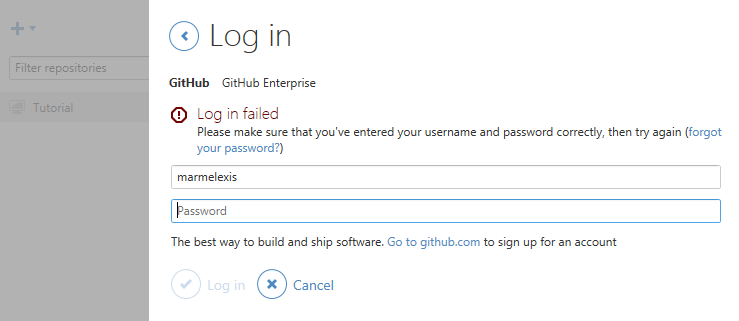 Log in
Filter repositories
GitHub GitHub Enterprise
Tutorial
Log in failed
Please make sure that you've entered your username and password correctly, then try again (forgot
your password?)
marmelexis
Password
The best way to build and ship software. Go to github.com to sign up for an account
Log in Cancel